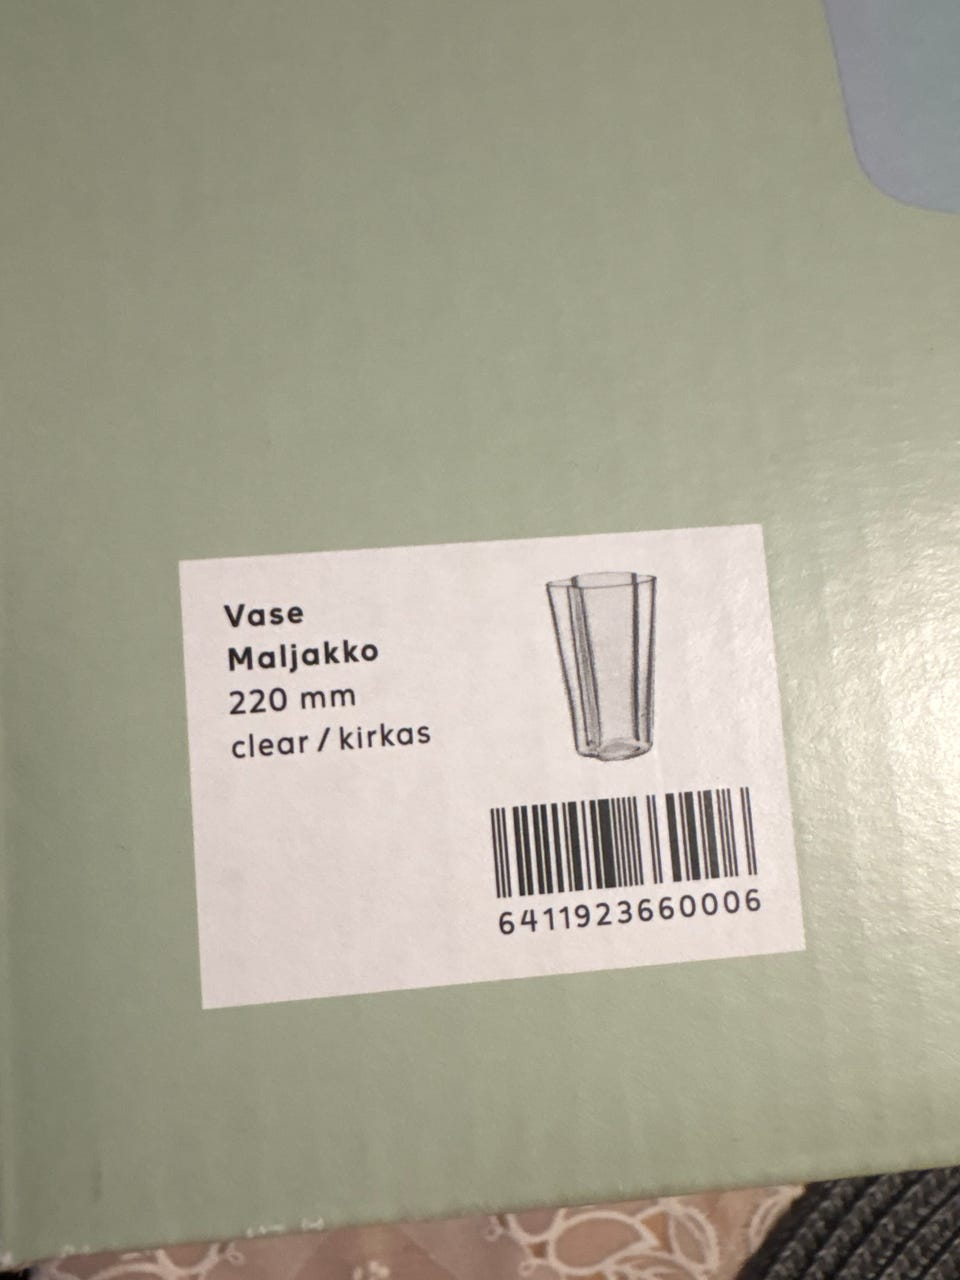 Vase
Maljakko
220 mm
clear / kirkas
6411923660006